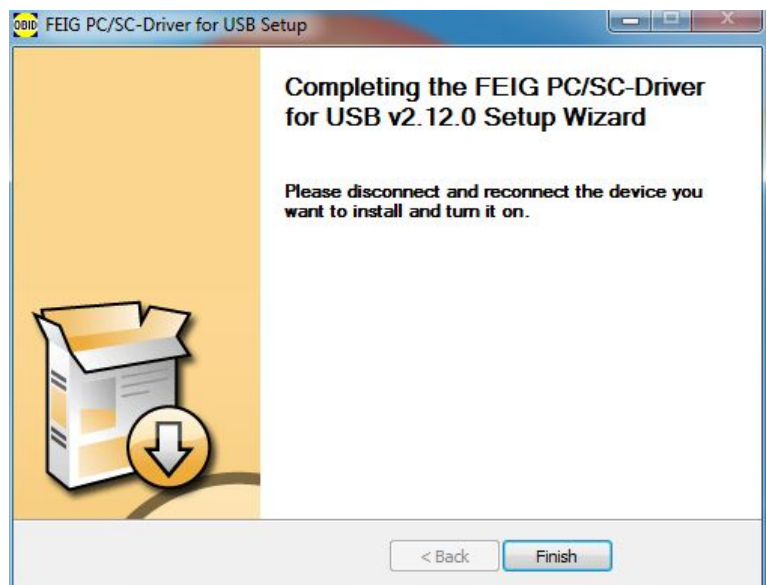 OBID FEIG PC/SC-Driver for USB Setup
Completing the FEIG PC/SC-Driver
for USB v2.12.0 Setup Wizard
Please disconnect and reconnect the device you
want to install and turn it on.
< Back Finish